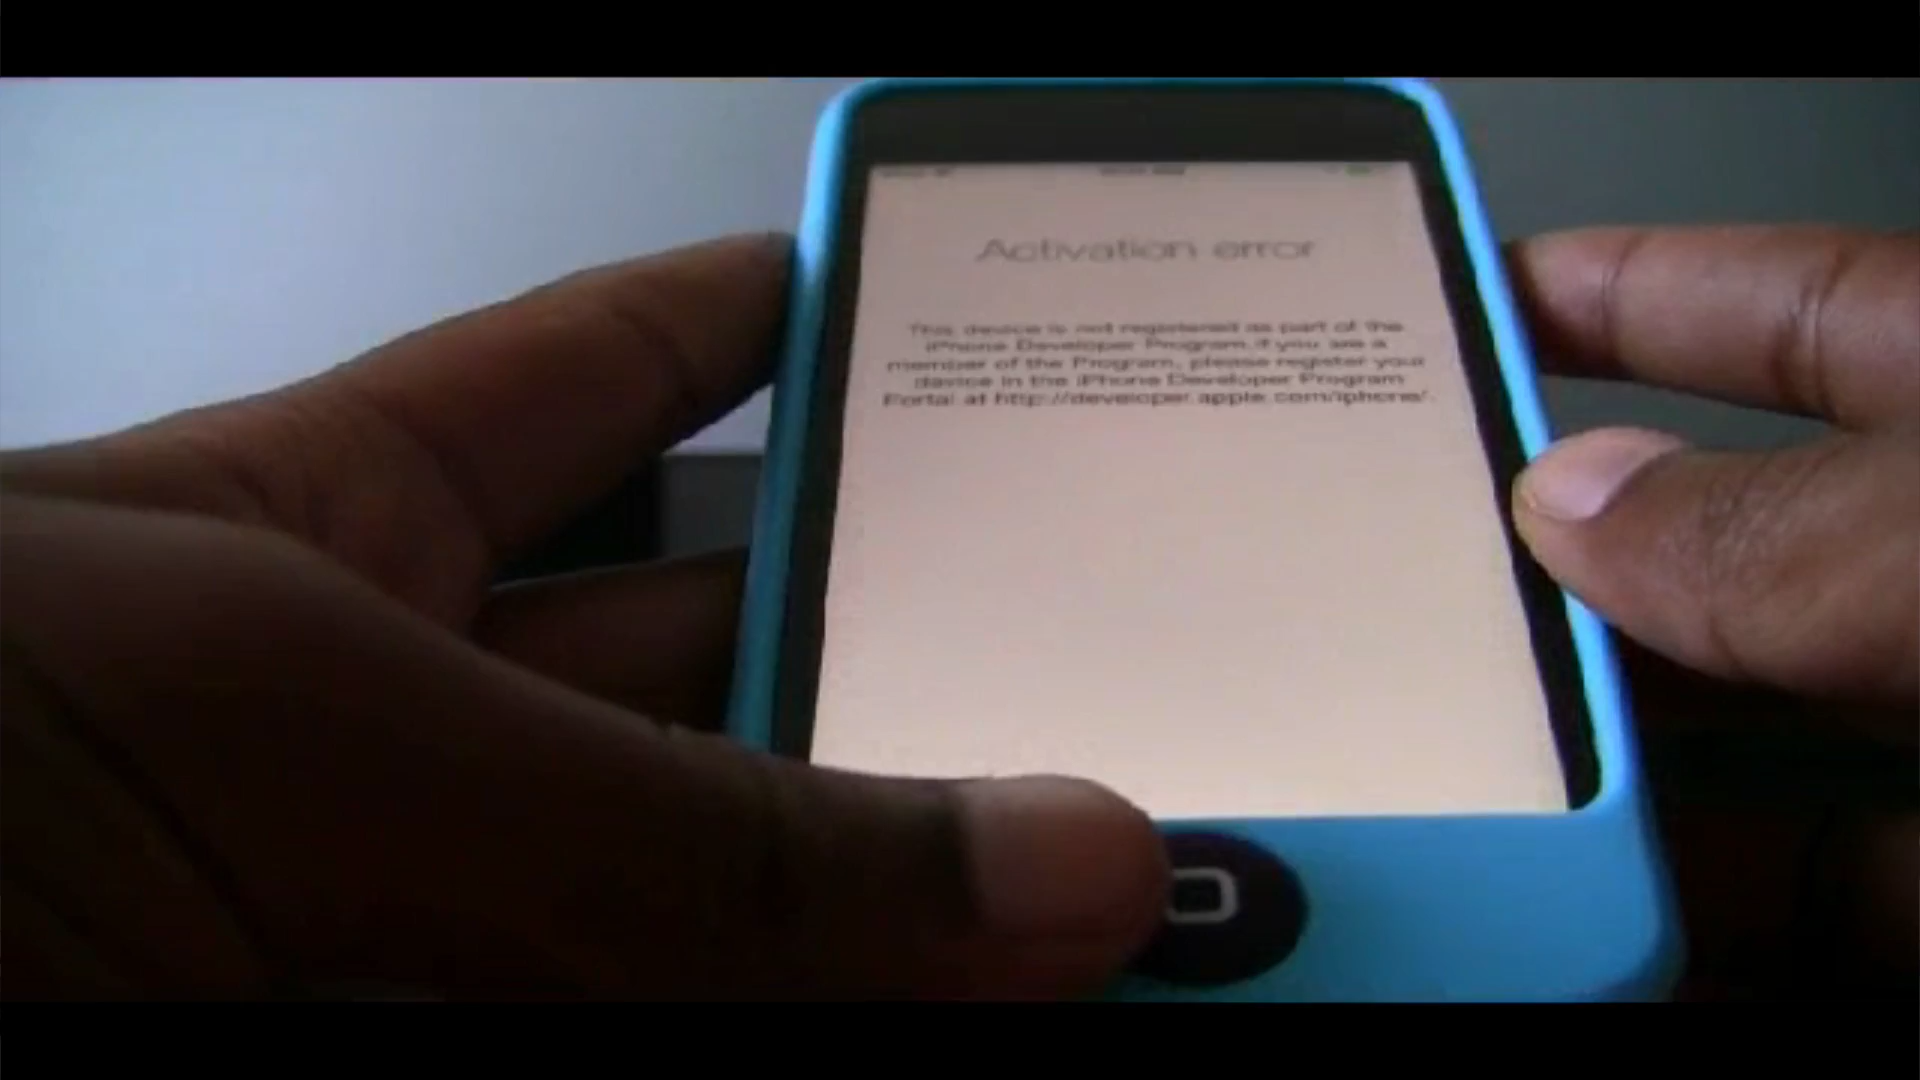 Activation error
This device is not registered as part of the
iPhone Developer Program. If you are a
member of the Program, please register your
device in the iPhone Developer Program
Portal at http://developer.apple.com/iphone/.